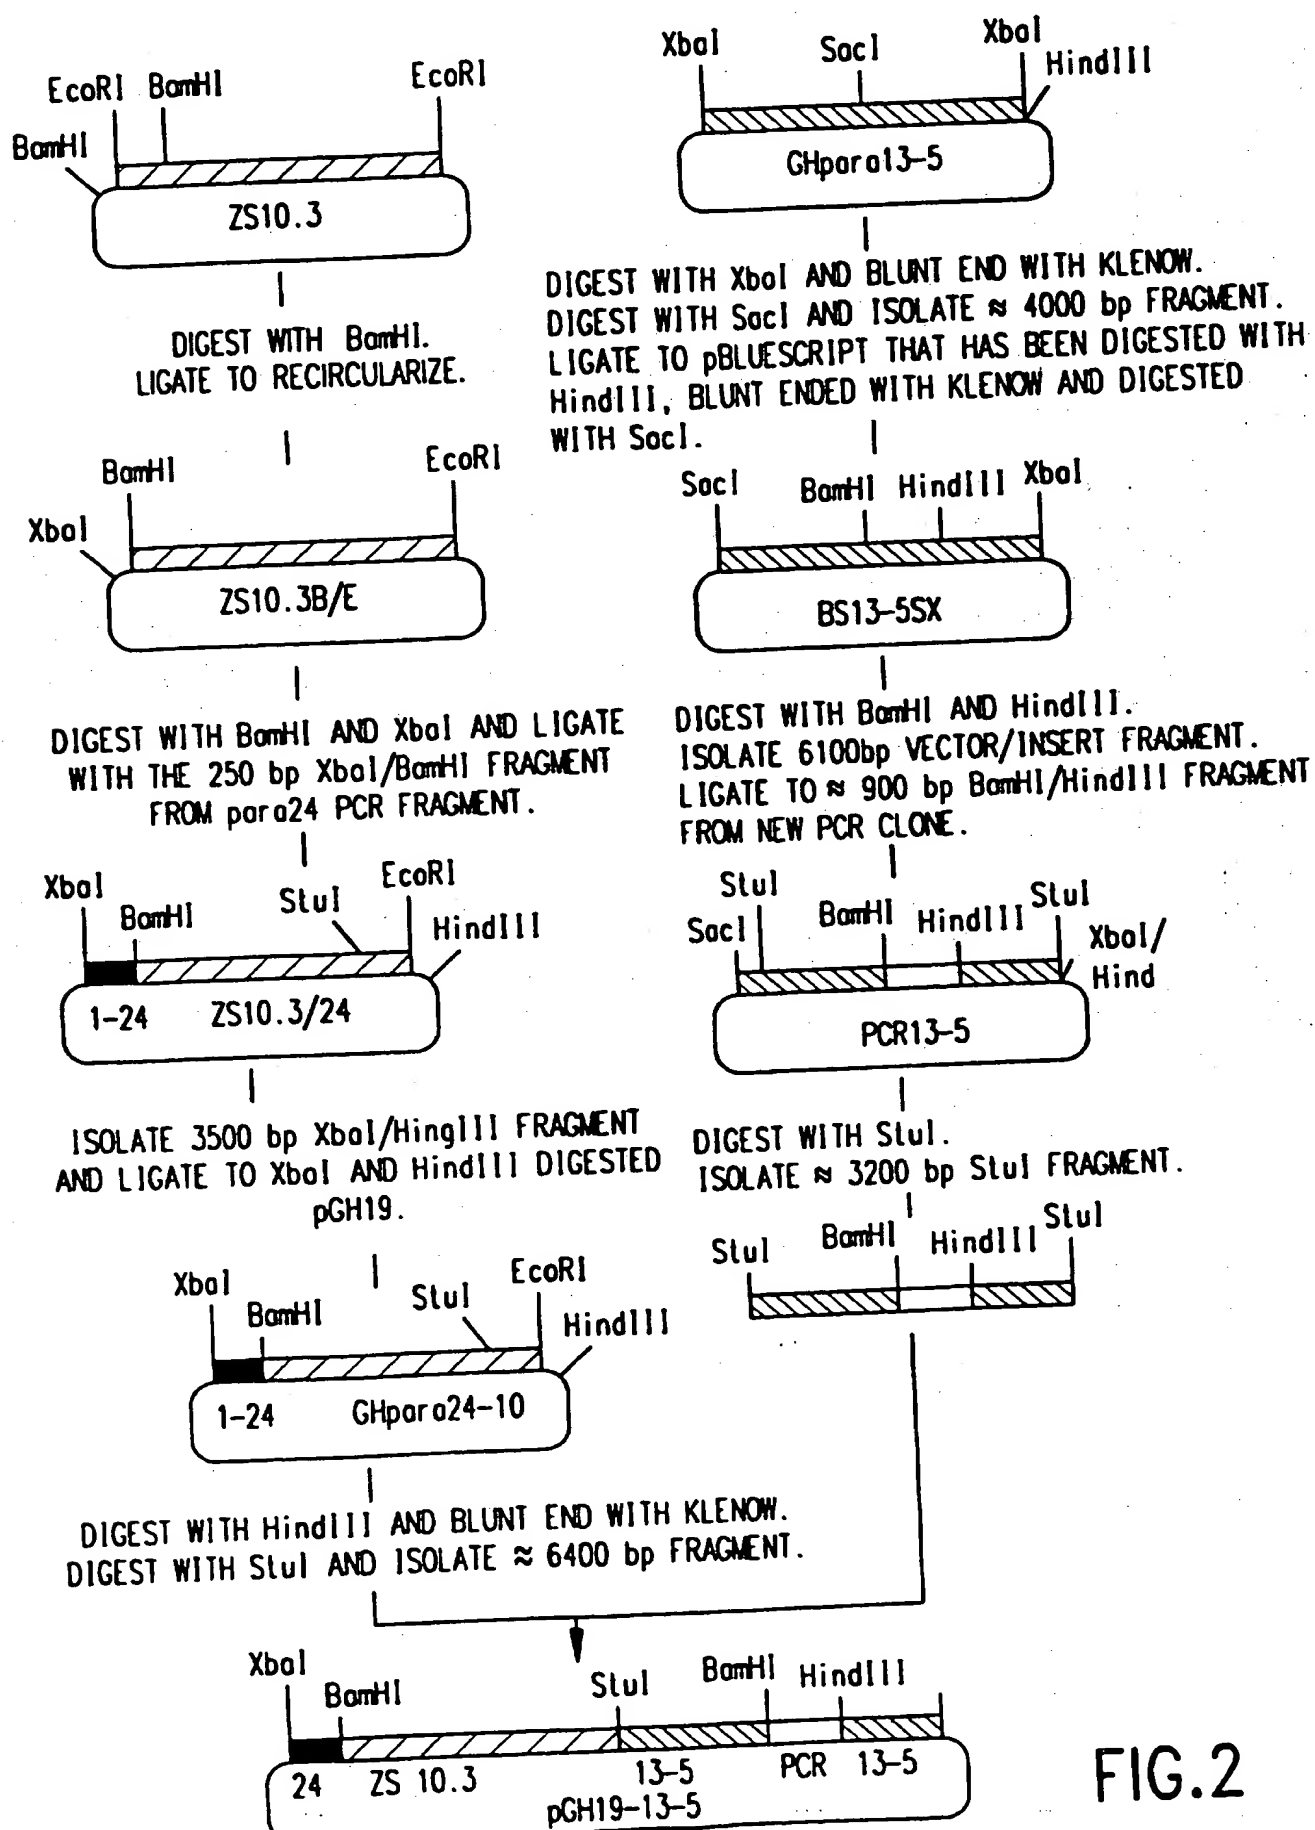 EcoRI BamHI EcoRI
BamHI
ZS10.3
DIGEST WITH BamHI.
LIGATE TO RECIRCULARIZE.
BamHI EcoRI
XbaI
ZS10.3B/E
DIGEST WITH BamHI AND XbaI AND LIGATE
WITH THE 250 bp XbaI/BamHI FRAGMENT
FROM para24 PCR FRAGMENT.
XbaI BamHI StuI EcoRI HindIII
1-24 ZS10.3/24
ISOLATE 3500 bp XbaI/HingIII FRAGMENT
AND LIGATE TO XbaI AND HindIII DIGESTED
pGH19.
XbaI BamHI StuI EcoRI HindIII
1-24 GHpara24-10
DIGEST WITH HindIII AND BLUNT END WITH KLENOW.
DIGEST WITH StuI AND ISOLATE ≈ 6400 bp FRAGMENT.
XbaI SacI XbaI
HindIII
GHpara13-5
DIGEST WITH XbaI AND BLUNT END WITH KLENOW.
DIGEST WITH SacI AND ISOLATE ≈ 4000 bp FRAGMENT.
LIGATE TO pBLUESCRIPT THAT HAS BEEN DIGESTED WITH
HindIII, BLUNT ENDED WITH KLENOW AND DIGESTED
WITH SacI.
SacI BamHI HindIII XbaI
BS13-5SX
DIGEST WITH BamHI AND HindIII.
ISOLATE 6100bp VECTOR/INSERT FRAGMENT.
LIGATE TO ≈ 900 bp BamHI/HindIII FRAGMENT
FROM NEW PCR CLONE.
SacI StuI BamHI HindIII StuI XbaI/
Hind
PCR13-5
DIGEST WITH StuI.
ISOLATE ≈ 3200 bp StuI FRAGMENT.
StuI BamHI HindIII StuI
XbaI BamHI StuI BamHI HindIII
24 ZS 10.3 13-5 PCR 13-5
pGH19-13-5
FIG.2